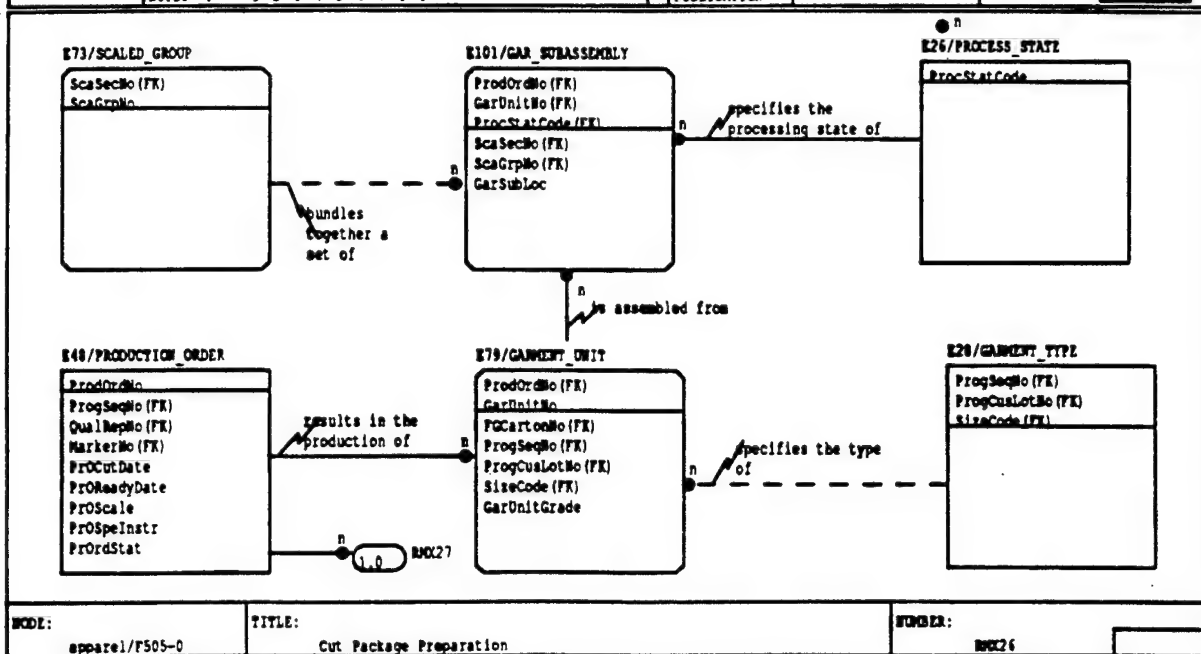 n
E73/SCALED_GROUP
ScaSecNo (FK)
ScaGrpNo
E101/GAR_SUBASSEMBLY
ProdOrdNo (FK)
GarUnitNo (FK)
ProcStatCode (FK)
ScaSecNo (FK)
ScaGrpNo (FK)
GarSubLoc
E26/PROCESS_STATE
ProcStatCode
n
specifies the
processing state of
n
bundles
together a
set of
n
is assembled from
E48/PRODUCTION_ORDER
ProdOrdNo
ProgSeqNo (FK)
QualRepNo (FK)
MarkerNo (FK)
PrOCutDate
PrOReadyDate
PrOScale
PrOSpeInstr
PrOrdStat
results in the
production of
n
n
1.0
RMX27
E79/GARMENT_UNIT
ProdOrdNo (FK)
GarUnitNo
FGCartonNo (FK)
ProgSeqNo (FK)
ProgCusLotNo (FK)
SizeCode (FK)
GarUnitGrade
specifies the type
of
n
E28/GARMENT_TYPE
ProgSeqNo (FK)
ProgCusLotNo (FK)
SizeCode (FK)
NODE:
apparel/F505-0
TITLE:
Cut Package Preparation
NUMBER:
RMX26